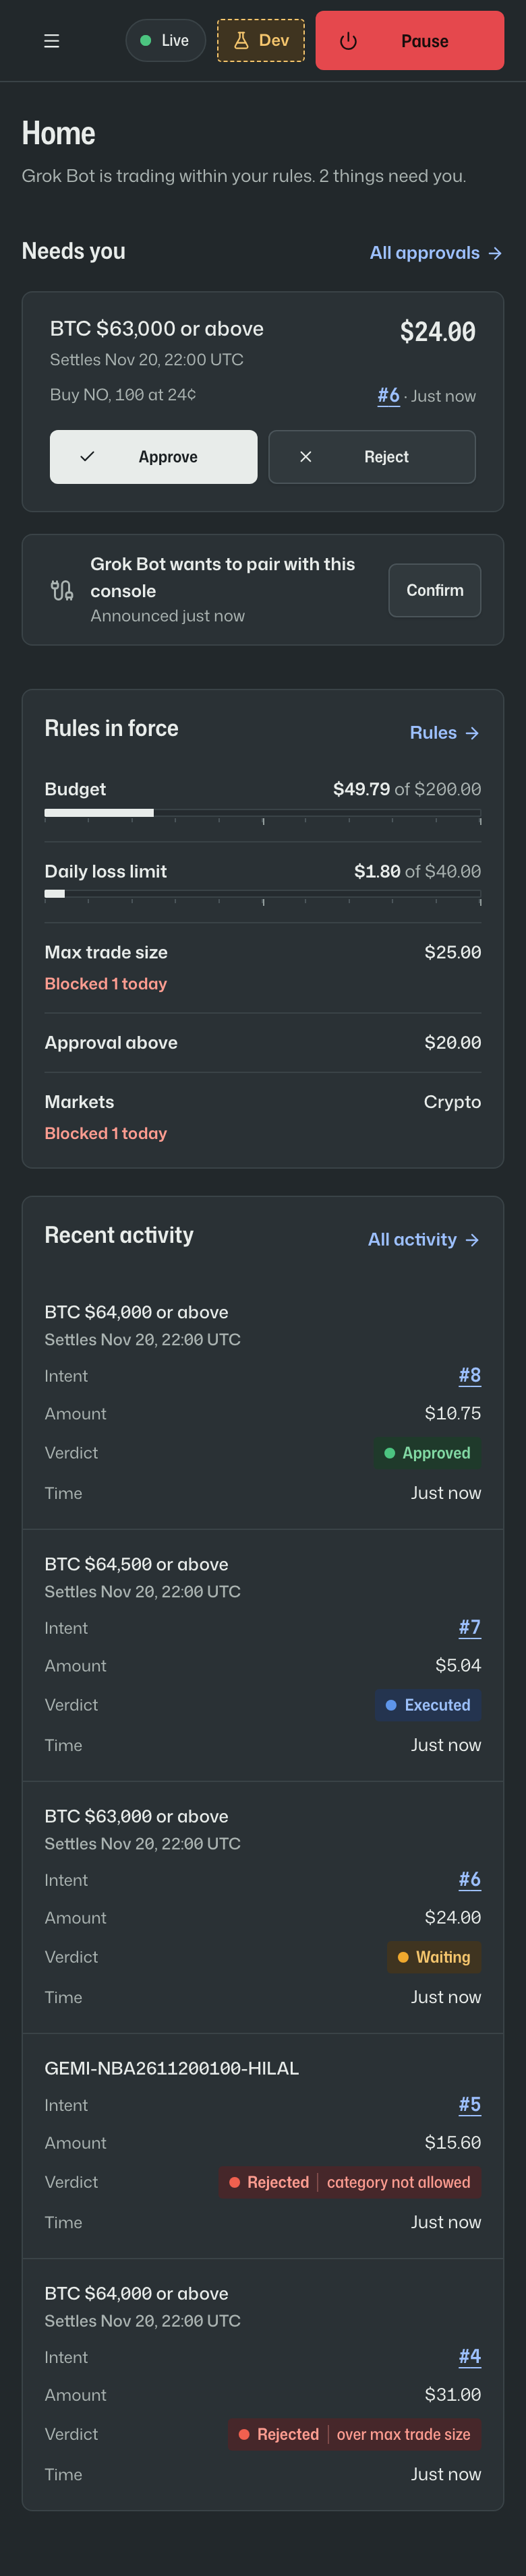 Live
Dev
Pause
Home
Grok Bot is trading within your rules. 2 things need you.
Needs you
All approvals →
BTC $63,000 or above
$24.00
Settles Nov 20, 22:00 UTC
Buy NO, 100 at 24¢
#6 · Just now
Approve
Reject
Grok Bot wants to pair with this
console
Announced just now
Confirm
Rules in force
Rules →
Budget
$49.79 of $200.00
Daily loss limit
$1.80 of $40.00
Max trade size
$25.00
Blocked 1 today
Approval above
$20.00
Markets
Crypto
Blocked 1 today
Recent activity
All activity →
BTC $64,000 or above
Settles Nov 20, 22:00 UTC
Intent
#8
Amount
$10.75
Verdict
Approved
Time
Just now
BTC $64,500 or above
Settles Nov 20, 22:00 UTC
Intent
#7
Amount
$5.04
Verdict
Executed
Time
Just now
BTC $63,000 or above
Settles Nov 20, 22:00 UTC
Intent
#6
Amount
$24.00
Verdict
Waiting
Time
Just now
GEMI-NBA2611200100-HILAL
Intent
#5
Amount
$15.60
Verdict
Rejected | category not allowed
Time
Just now
BTC $64,000 or above
Settles Nov 20, 22:00 UTC
Intent
#4
Amount
$31.00
Verdict
Rejected | over max trade size
Time
Just now